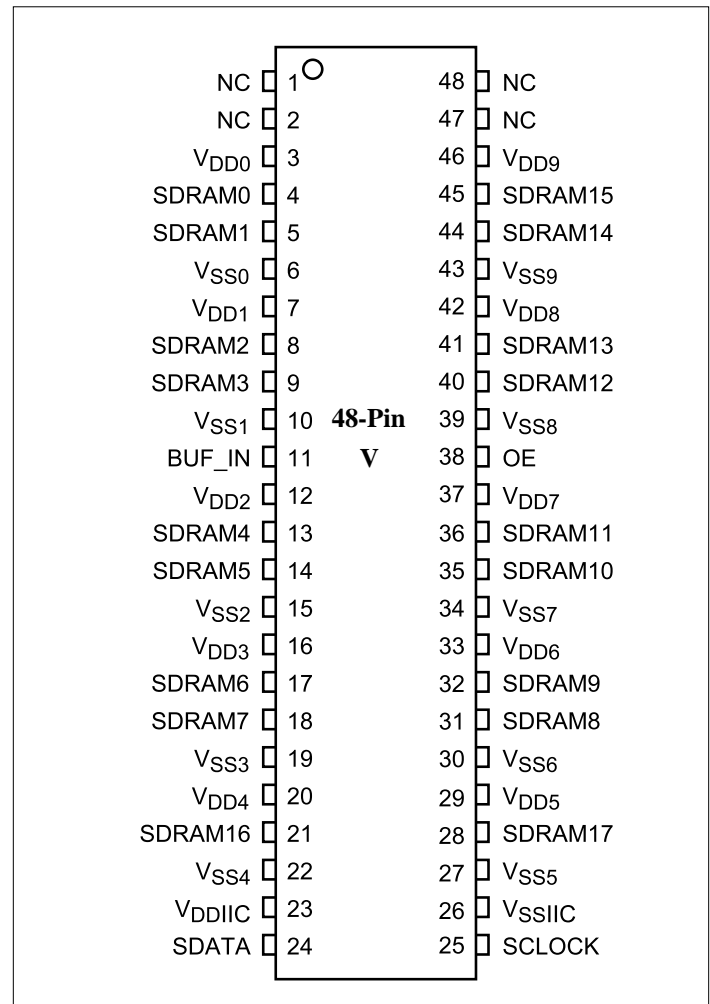 NC 1 48 NC
NC 2 47 NC
VDD0 3 46 VDD9
SDRAM0 4 45 SDRAM15
SDRAM1 5 44 SDRAM14
VSS0 6 43 VSS9
VDD1 7 42 VDD8
SDRAM2 8 41 SDRAM13
SDRAM3 9 40 SDRAM12
VSS1 10 48-Pin 39 VSS8
BUF_IN 11 V 38 OE
VDD2 12 37 VDD7
SDRAM4 13 36 SDRAM11
SDRAM5 14 35 SDRAM10
VSS2 15 34 VSS7
VDD3 16 33 VDD6
SDRAM6 17 32 SDRAM9
SDRAM7 18 31 SDRAM8
VSS3 19 30 VSS6
VDD4 20 29 VDD5
SDRAM16 21 28 SDRAM17
VSS4 22 27 VSS5
VDDIIC 23 26 VSSIIC
SDATA 24 25 SCLOCK